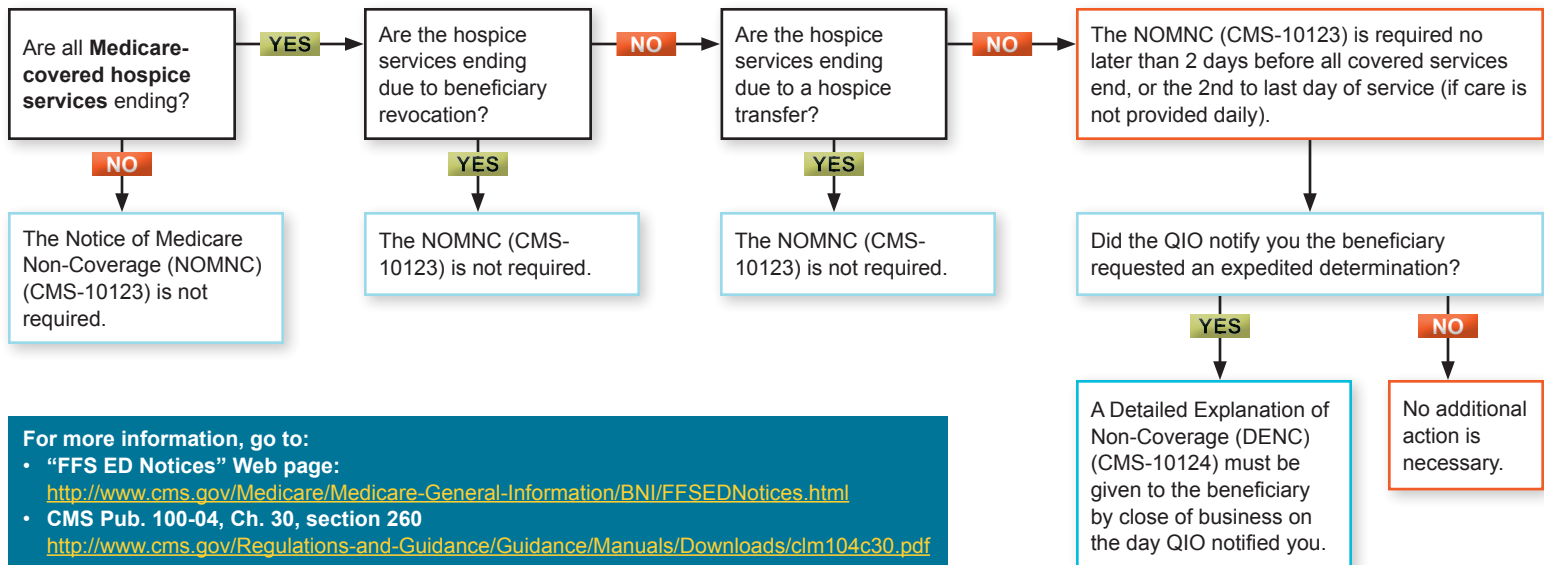 Are all Medicare-
covered hospice
services ending?
YES
Are the hospice
services ending
due to beneficiary
revocation?
NO
Are the hospice
services ending
due to a hospice
transfer?
NO
The NOMNC (CMS-10123) is required no
later than 2 days before all covered services
end, or the 2nd to last day of service (if care is
not provided daily).
NO
YES
YES
The Notice of Medicare
Non-Coverage (NOMNC)
(CMS-10123) is not
required.
The NOMNC (CMS-
10123) is not required.
The NOMNC (CMS-
10123) is not required.
Did the QIO notify you the beneficiary
requested an expedited determination?
YES
NO
A Detailed Explanation of
Non-Coverage (DENC)
(CMS-10124) must be
given to the beneficiary
by close of business on
the day QIO notified you.
No additional
action is
necessary.
For more information, go to:
• “FFS ED Notices” Web page:
http://www.cms.gov/Medicare/Medicare-General-Information/BNI/FFSEDNotices.html
• CMS Pub. 100-04, Ch. 30, section 260
http://www.cms.gov/Regulations-and-Guidance/Guidance/Manuals/Downloads/clm104c30.pdf